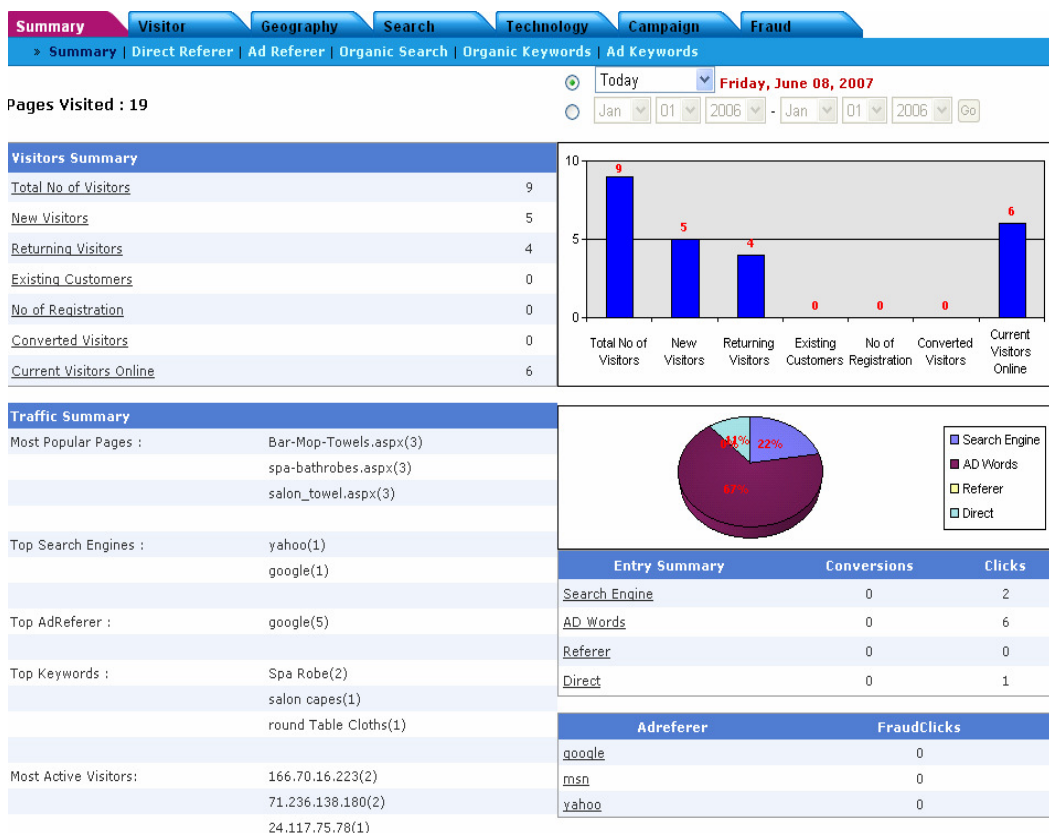 Summary Visitor Geography Search Technology Campaign Fraud
» Summary | Direct Referer | Ad Referer | Organic Search | Organic Keywords | Ad Keywords
Today Friday, June 08, 2007
Pages Visited : 19
Jan 01 2006 - Jan 01 2006 Go
Visitors Summary
Total No of Visitors 9
New Visitors 5
Returning Visitors 4
Existing Customers 0
No of Registration 0
Converted Visitors 0
Current Visitors Online 6
10
5
0
9
5
4
0
0
0
6
Total No of Visitors
New Visitors
Returning Visitors
Existing Customers
No of Registration
Converted Visitors
Current Visitors Online
Traffic Summary
Most Popular Pages : Bar-Mop-Towels.aspx(3)
spa-bathrobes.aspx(3)
salon_towel.aspx(3)
Top Search Engines : yahoo(1)
google(1)
Top AdReferer : google(5)
Top Keywords : Spa Robe(2)
salon capes(1)
round Table Cloths(1)
Most Active Visitors: 166.70.16.223(2)
71.236.138.180(2)
24.117.75.78(1)
11% 22%
67%
Search Engine
AD Words
Referer
Direct
Entry Summary Conversions Clicks
Search Engine 0 2
AD Words 0 6
Referer 0 0
Direct 0 1
Adreferer FraudClicks
google 0
msn 0
yahoo 0